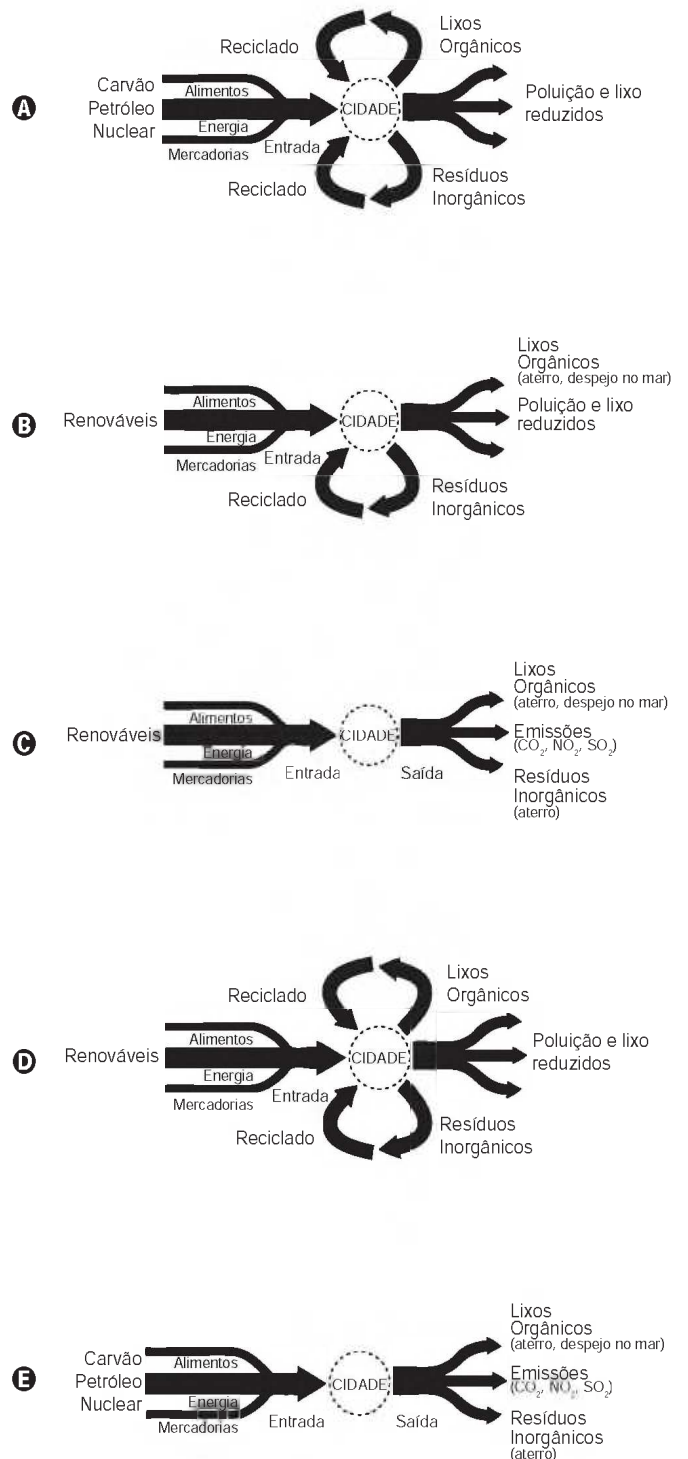 Reciclado
Lixos
Orgânicos
A
Carvão
Petróleo
Nuclear
Alimentos
Energia
Mercadorias
Entrada
CIDADE
Poluição e lixo
reduzidos
Reciclado
Resíduos
Inorgânicos
B
Renováveis
Alimentos
Energia
Mercadorias
Entrada
CIDADE
Lixos
Orgânicos
(aterro, despejo no mar)
Poluição e lixo
reduzidos
Reciclado
Resíduos
Inorgânicos
C
Renováveis
Alimentos
Energia
Mercadorias
Entrada
CIDADE
Saída
Lixos
Orgânicos
(aterro, despejo no mar)
Emissões
(CO₂, NO₂, SO₂)
Resíduos
Inorgânicos
(aterro)
Reciclado
Lixos
Orgânicos
D
Renováveis
Alimentos
Energia
Mercadorias
Entrada
CIDADE
Poluição e lixo
reduzidos
Reciclado
Resíduos
Inorgânicos
E
Carvão
Petróleo
Nuclear
Alimentos
Energia
Mercadorias
Entrada
CIDADE
Saída
Lixos
Orgânicos
(aterro, despejo no mar)
Emissões
(CO₂, NO₂, SO₂)
Resíduos
Inorgânicos
(aterro)